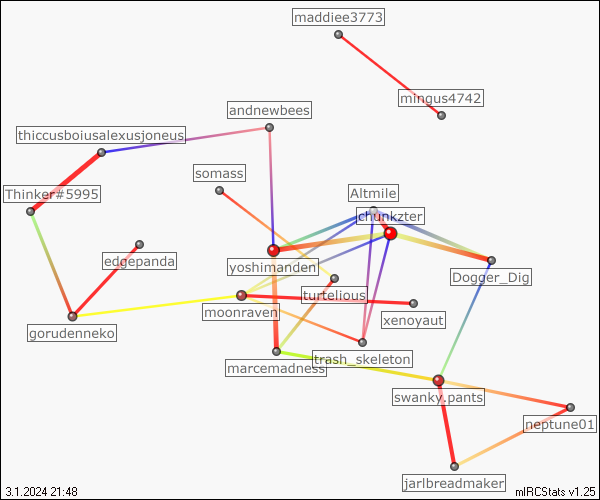 maddiee3773
mingus4742
andnewbees
thiccusboiusalexusjoneus
somass
Thinker#5995
Altmile
chunkzter
edgepanda
yoshimanden
Dogger_Dig
turtelious
moonraven
xenoyaut
gorudenneko
trash_skeleton
marcemadness
swanky.pants
neptune01
jarlbreadmaker
3.1.2024 21:48
mIRCStats v1.25